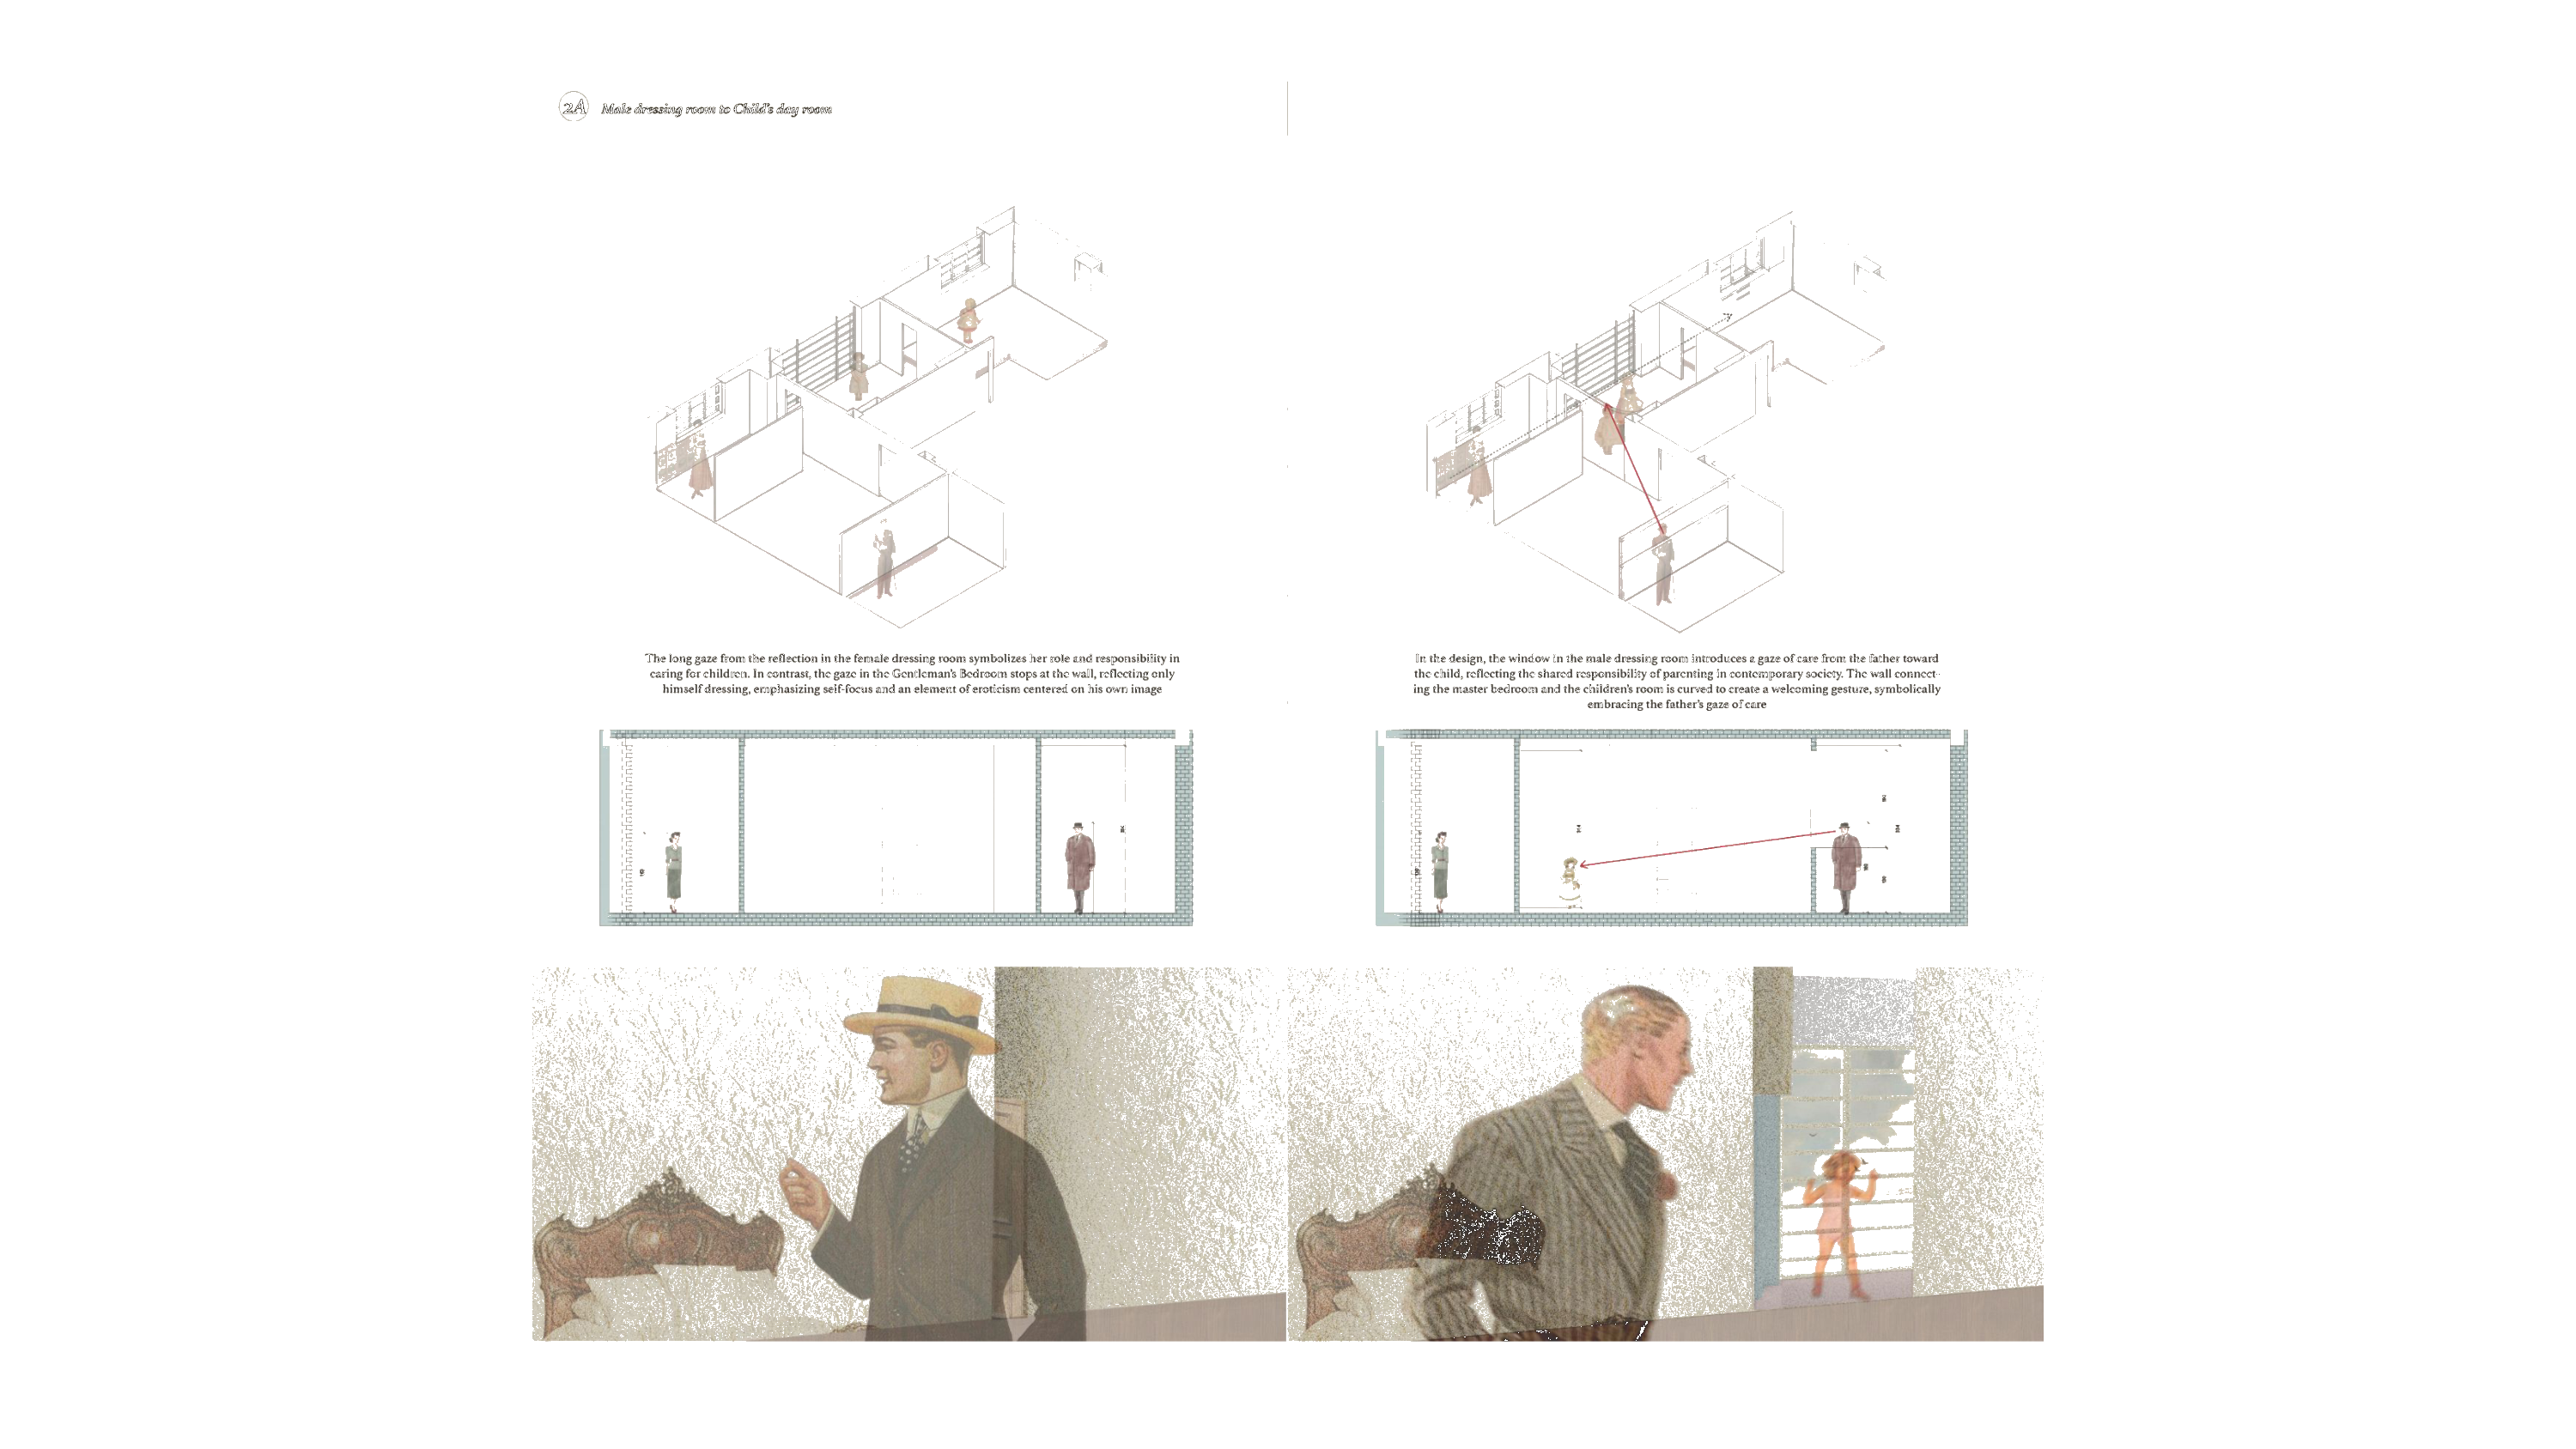 2A Male dressing room to Child's day room
The long gaze from the reflection in the female dressing room symbolizes her role and responsibility in
caring for children. In contrast, the gaze in the Gentleman's Bedroom stops at the wall, reflecting only
himself dressing, emphasizing self-focus and an element of eroticism centered on his own image
In the design, the window in the male dressing room introduces a gaze of care from the father toward
the child, reflecting the shared responsibility of parenting in contemporary society. The wall connect-
ing the master bedroom and the children's room is curved to create a welcoming gesture, symbolically
embracing the father's gaze of care